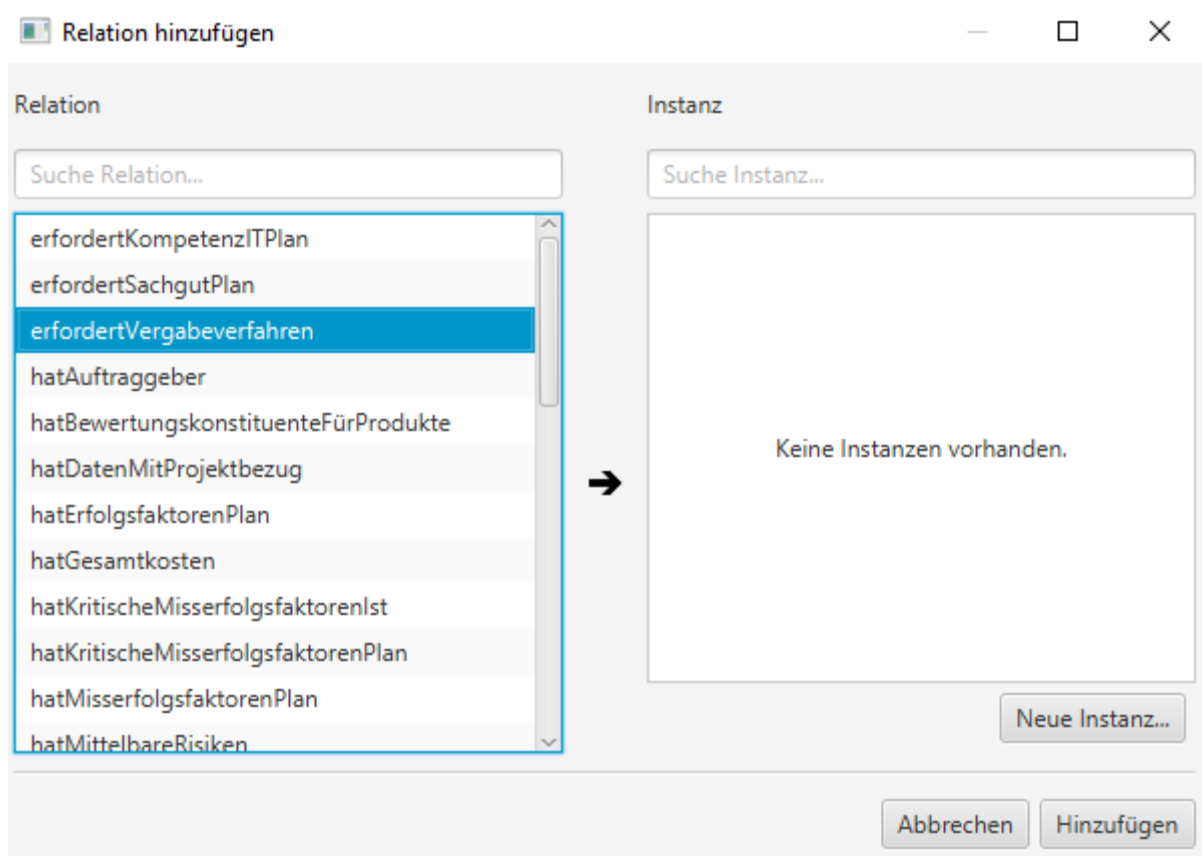 Relation hinzufügen
Relation
Instanz
Suche Relation...
Suche Instanz...
erfordertKompetenzITPlan
erfordertSachgutPlan
erfordertVergabeverfahren
hatAuftraggeber
hatBewertungskonstituenteFürProdukte
hatDatenMitProjektbezug
hatErfolgsfaktorenPlan
hatGesamtkosten
hatKritischeMisserfolgsfaktorenIst
hatKritischeMisserfolgsfaktorenPlan
hatMisserfolgsfaktorenPlan
hatMittelbareRisiken
➔
Keine Instanzen vorhanden.
Neue Instanz...
Abbrechen
Hinzufügen